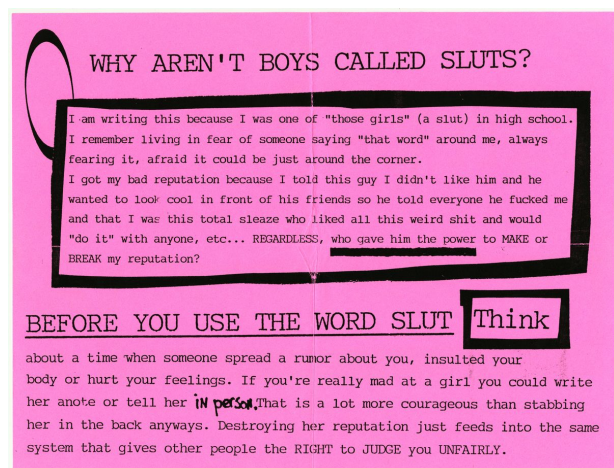 WHY AREN'T BOYS CALLED SLUTS?
I am writing this because I was one of "those girls" (a slut) in high school.
I remember living in fear of someone saying "that word" around me, always
fearing it, afraid it could be just around the corner.
I got my bad reputation because I told this guy I didn't like him and he
wanted to look cool in front of his friends so he told everyone he fucked me
and that I was this total sleaze who liked all this weird shit and would
"do it" with anyone, etc... REGARDLESS, who gave him the power to MAKE or
BREAK my reputation?
BEFORE YOU USE THE WORD SLUT Think
about a time when someone spread a rumor about you, insulted your
body or hurt your feelings. If you're really mad at a girl you could write
her anote or tell her IN person. That is a lot more courageous than stabbing
her in the back anyways. Destroying her reputation just feeds into the same
system that gives other people the RIGHT to JUDGE you UNFAIRLY.